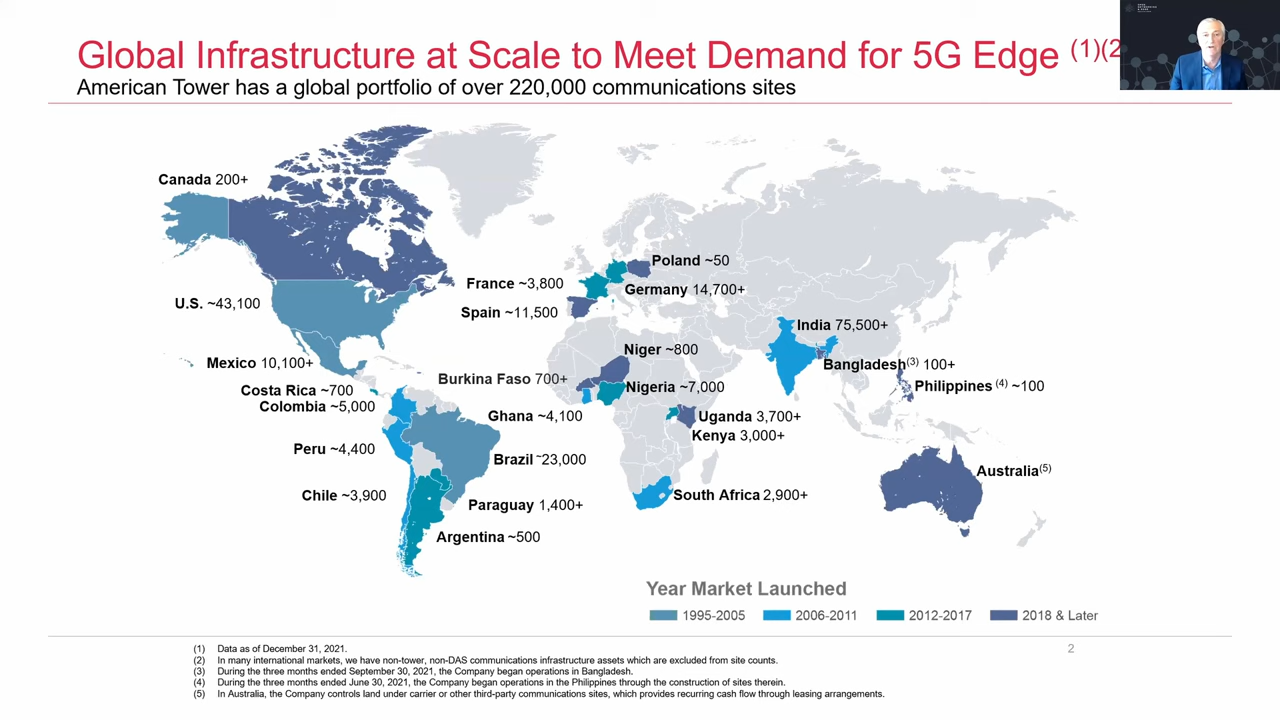 Global Infrastructure at Scale to Meet Demand for 5G Edge (1)(2
American Tower has a global portfolio of over 220,000 communications sites
Canada 200+
U.S. ~43,100
Mexico 10,100+
Costa Rica ~700
Colombia ~5,000
Peru ~4,400
Chile ~3,900
Brazil ~23,000
Paraguay 1,400+
Argentina ~500
France ~3,800
Spain ~11,500
Poland ~50
Germany 14,700+
Niger ~800
Burkina Faso 700+
Nigeria ~7,000
Ghana ~4,100
Uganda 3,700+
Kenya 3,000+
South Africa 2,900+
India 75,500+
Bangladesh(3) 100+
Philippines (4) ~100
Australia(5)
Year Market Launched
1995-2005 2006-2011 2012-2017 2018 & Later
2
(1) Data as of December 31, 2021.
(2) In many international markets, we have non-tower, non-DAS communications infrastructure assets which are excluded from site counts.
(3) During the three months ended September 30, 2021, the Company began operations in Bangladesh.
(4) During the three months ended June 30, 2021, the Company began operations in the Philippines through the construction of sites therein.
(5) In Australia, the Company controls land under carrier or other third-party communications sites, which provides recurring cash flow through leasing arrangements.